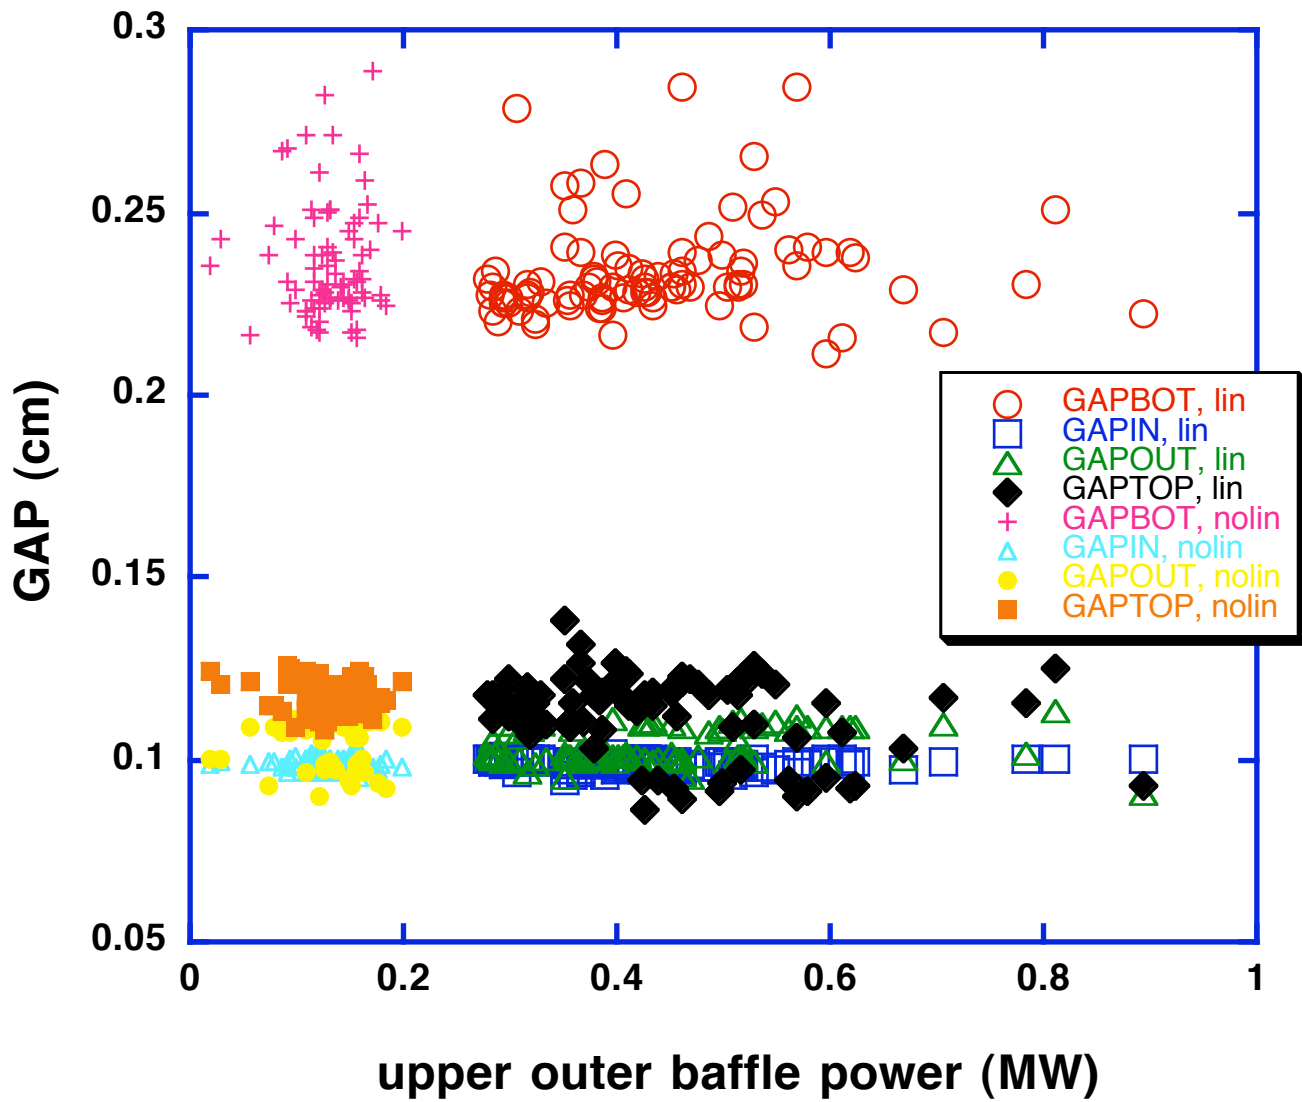 0.3
0.25
0.2
0.15
0.1
0.05
GAP (cm)
GAPBOT, lin
GAPIN, lin
GAPOUT, lin
GAPTOP, lin
GAPBOT, nolin
GAPIN, nolin
GAPOUT, nolin
GAPTOP, nolin
0 0.2 0.4 0.6 0.8 1
upper outer baffle power (MW)